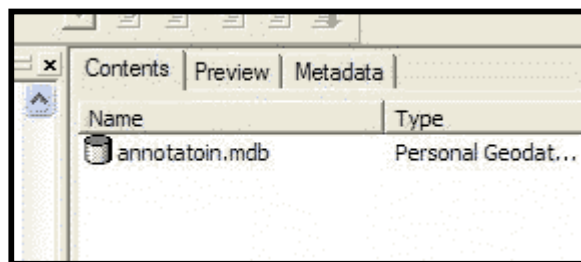 Contents Preview Metadata
Name Type
annotatoin.mdb Personal Geodat...